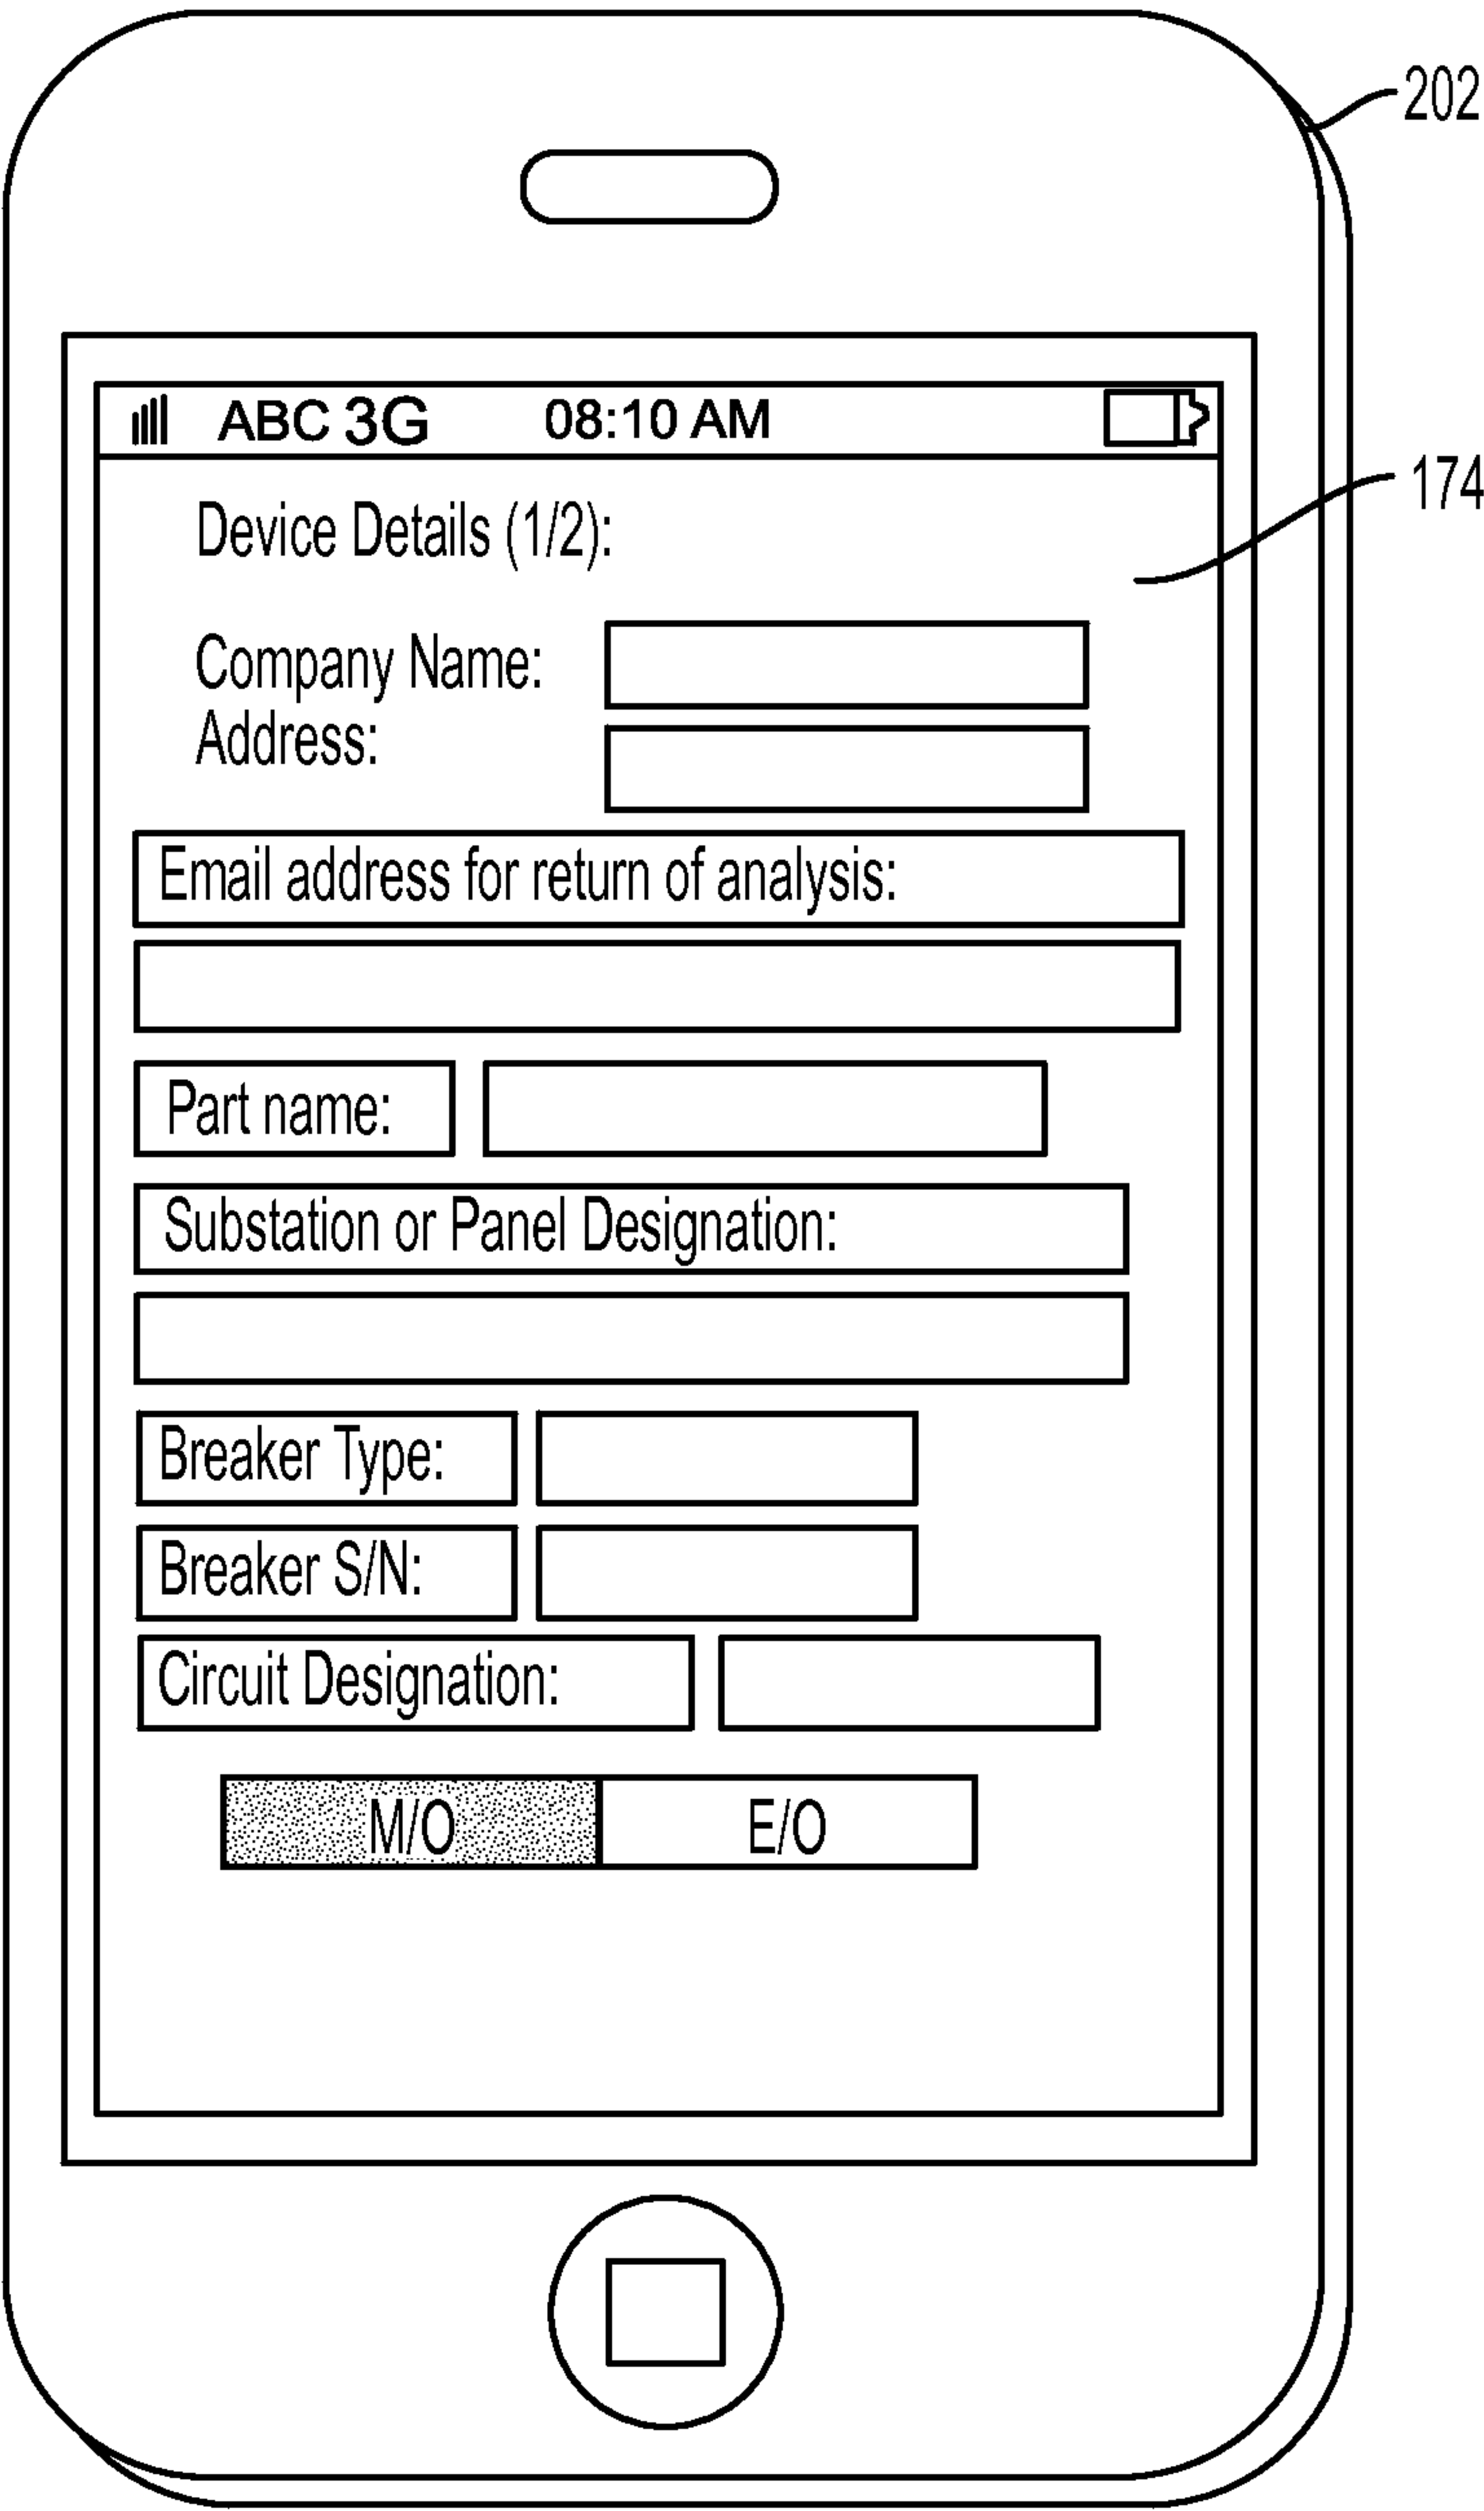 202
ABC 3G 08:10 AM
174
Device Details (1/2):
Company Name:
Address:
Email address for return of analysis:
Part name:
Substation or Panel Designation:
Breaker Type:
Breaker S/N:
Circuit Designation:
M/O E/O